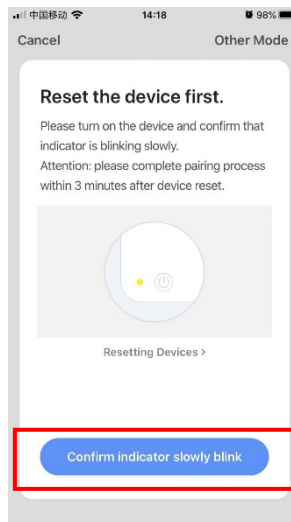 中国移动 14:18 98%
Cancel Other Mode
Reset the device first.
Please turn on the device and confirm that
indicator is blinking slowly.
Attention: please complete pairing process
within 3 minutes after device reset.
Resetting Devices >
Confirm indicator slowly blink